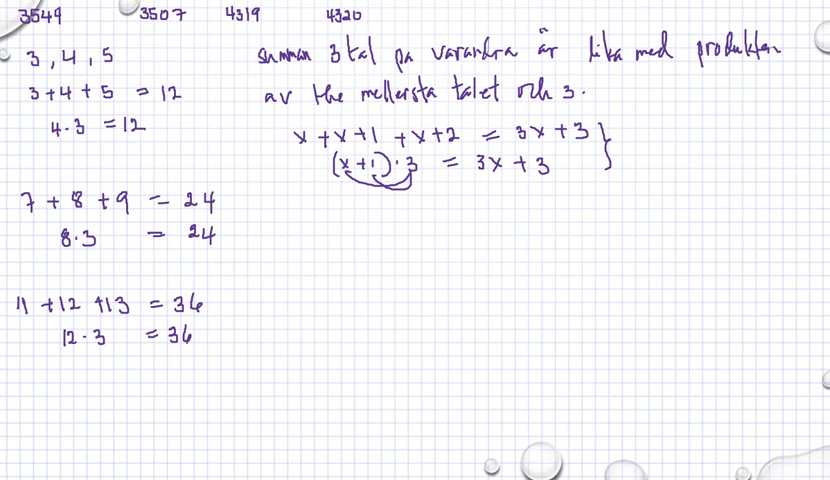 3549 3507 4319 4320
3, 4, 5
summan 3 tal pa varandra är lika med produkten
3 + 4 + 5 = 12
av the mellersta talet och 3.
4 · 3 = 12
x + x + 1 + x + 2 = 3x + 3 }
(x + 1) · 3 = 3x + 3
7 + 8 + 9 = 24
8 · 3 = 24
11 + 12 + 13 = 36
12 · 3 = 36